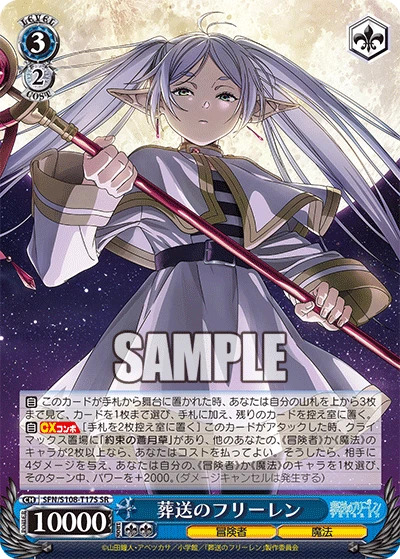 LEVEL
3
2
COST
SAMPLE
自 このカードが手札から舞台に置かれた時、あなたは自分の山札を上から3枚
まで見て、カードを1枚まで選び、手札に加え、残りのカードを控え室に置く。
自 CXコンボ [手札を2枚控え室に置く] このカードがアタックした時、クライ
マックス置場に「約束の蒼月草」があり、他のあなたの、《冒険者》か《魔法》の
キャラが2枚以上なら、あなたはコストを払ってよい。そうしたら、相手に
4ダメージを与え、あなたは自分の、《冒険者》か《魔法》のキャラを1枚選び、
そのターン中、パワーを+2000。(ダメージキャンセルは発生する)
CH SFN/S108-T17S SR
10000
葬送のフリーレン
葬送のフリーレン
冒険者
魔法
©山田鐘人・アベツカサ/小学館/「葬送のフリーレン」製作委員会